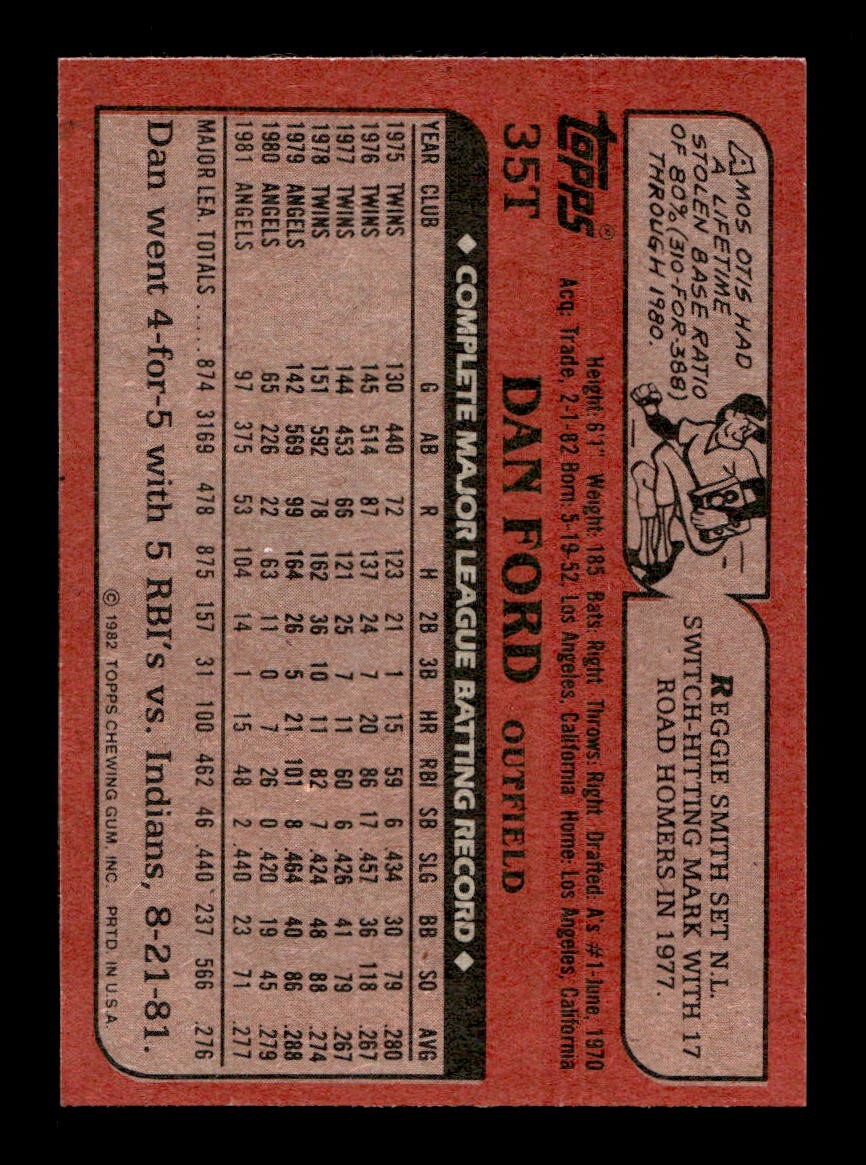 AMOS OTIS HAD
A LIFETIME
STOLEN BASE RATIO
OF 80% (310-FOR-388)
THROUGH 1980.
REGGIE SMITH SET N.L.
SWITCH-HITTING MARK WITH 17
ROAD HOMERS IN 1977.
TOPPS®
35T DAN FORD OUTFIELD
Height: 6'1" Weight: 185 Bats: Right Throws: Right Drafted: A's #1-June, 1970
Acq: Trade, 2-1-82 Born: 5-19-52, Los Angeles, California Home: Los Angeles, California
◆ COMPLETE MAJOR LEAGUE BATTING RECORD ◆
YEAR CLUB G AB R H 2B 3B HR RBI SB SLG BB SO AVG
1975 TWINS 130 440 72 123 21 1 15 59 6 .434 30 79 .280
1976 TWINS 145 514 87 137 24 7 20 86 17 .457 36 118 .267
1977 TWINS 144 453 66 121 25 7 11 60 6 .426 41 79 .267
1978 TWINS 151 592 78 162 36 10 11 82 7 .424 48 88 .274
1979 ANGELS 142 569 99 164 26 5 21 101 8 .464 40 86 .288
1980 ANGELS 65 226 22 63 11 0 7 26 0 .420 19 45 .279
1981 ANGELS 97 375 53 104 14 1 15 48 2 .440 23 71 .277
MAJOR LEA. TOTALS ..... 874 3169 478 875 157 31 100 462 46 .440 237 566 .276
Dan went 4-for-5 with 5 RBI's vs. Indians, 8-21-81.
© 1982 TOPPS CHEWING GUM, INC. PRTD. IN U.S.A.